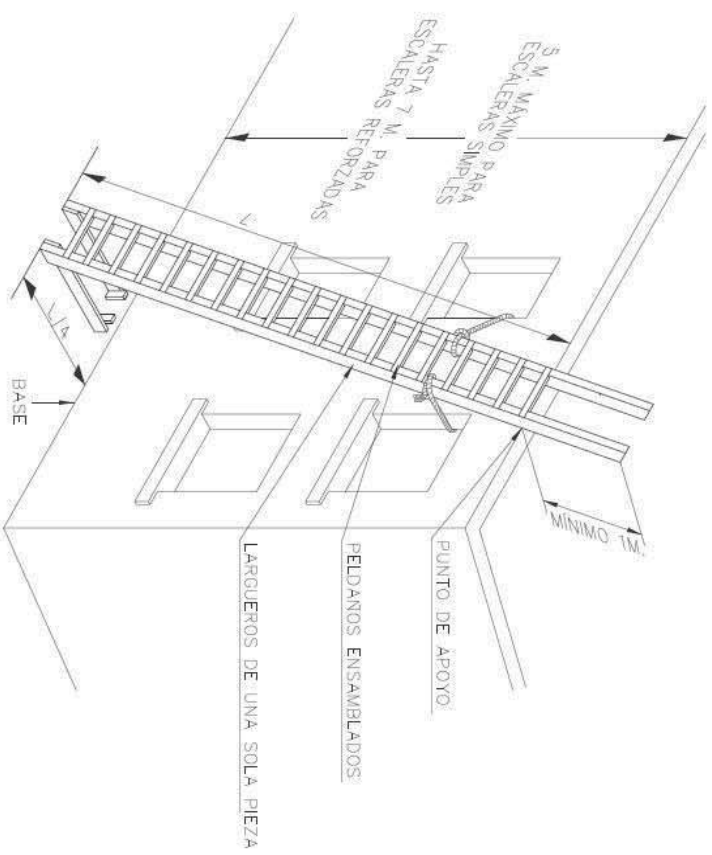 5 M. MÁXIMO PARA
ESCALERAS SIMPLES
HASTA 7 M. PARA
ESCALERAS REFORZADAS
L
L/4
BASE
MÍNIMO 1M.
PUNTO DE APOYO
PELDAÑOS ENSAMBLADOS
LARGUEROS DE UNA SOLA PIEZA